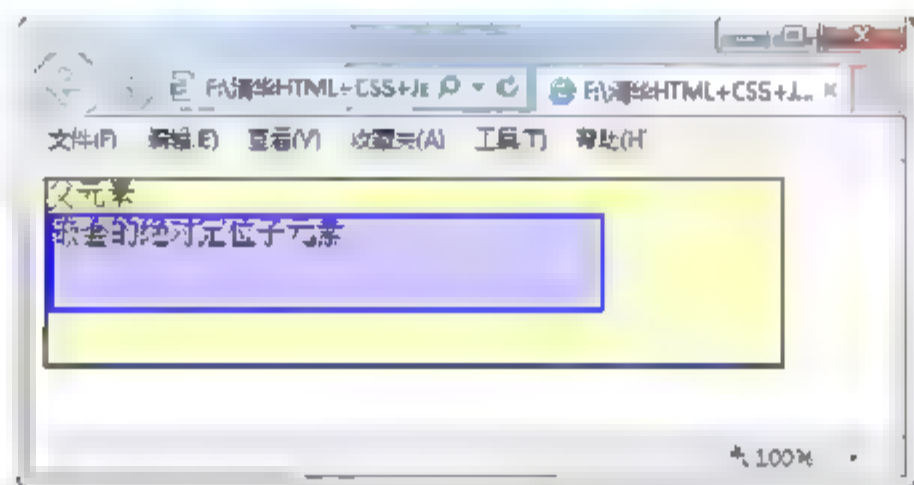 F:\清华HTML+CSS+Ja F:\清华HTML+CSS+J...
文件(F) 编辑(E) 查看(V) 收藏夹(A) 工具(T) 帮助(H)
父元素
嵌套的绝对定位子元素
100%